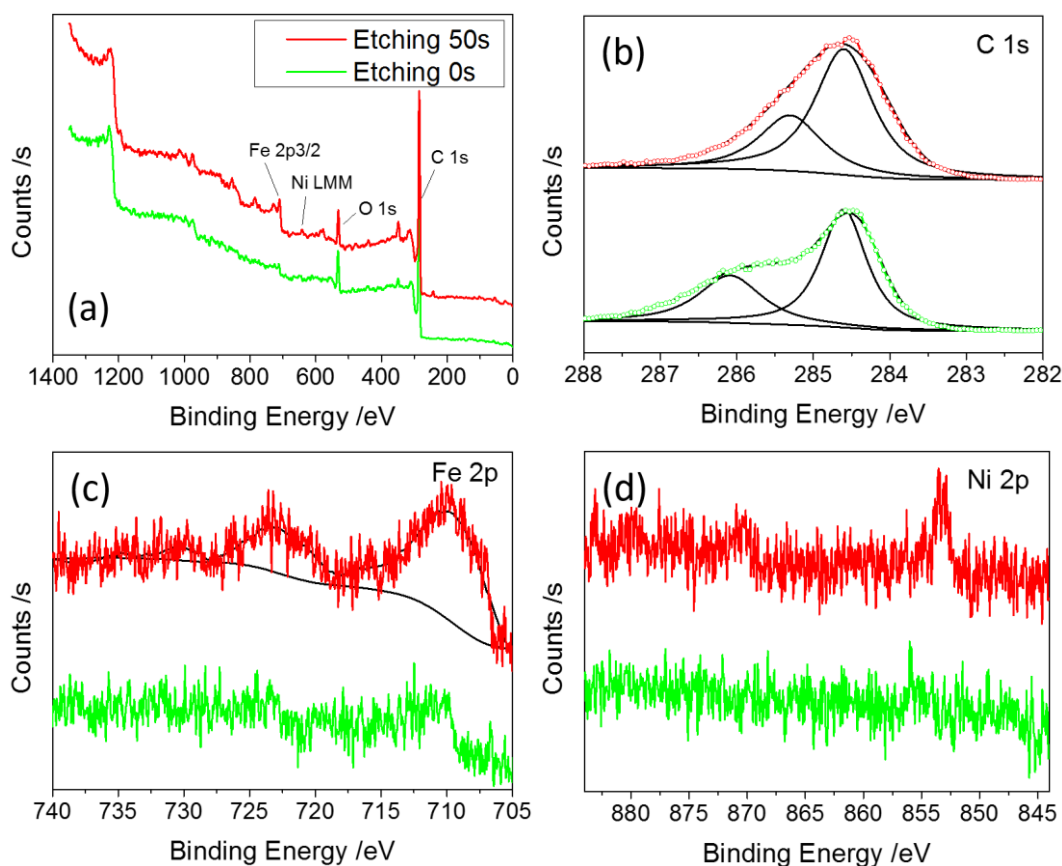 (a)
Etching 50s
Etching 0s
Fe 2p3/2
Ni LMM
C 1s
O 1s
Counts /s
1400 1200 1000 800 600 400 200 0
Binding Energy /eV
(b)
C 1s
Counts /s
288 287 286 285 284 283 282
Binding Energy /eV
(c)
Fe 2p
Counts /s
740 735 730 725 720 715 710 705
Binding Energy /eV
(d)
Ni 2p
Counts /s
880 875 870 865 860 855 850 845
Binding Energy /eV